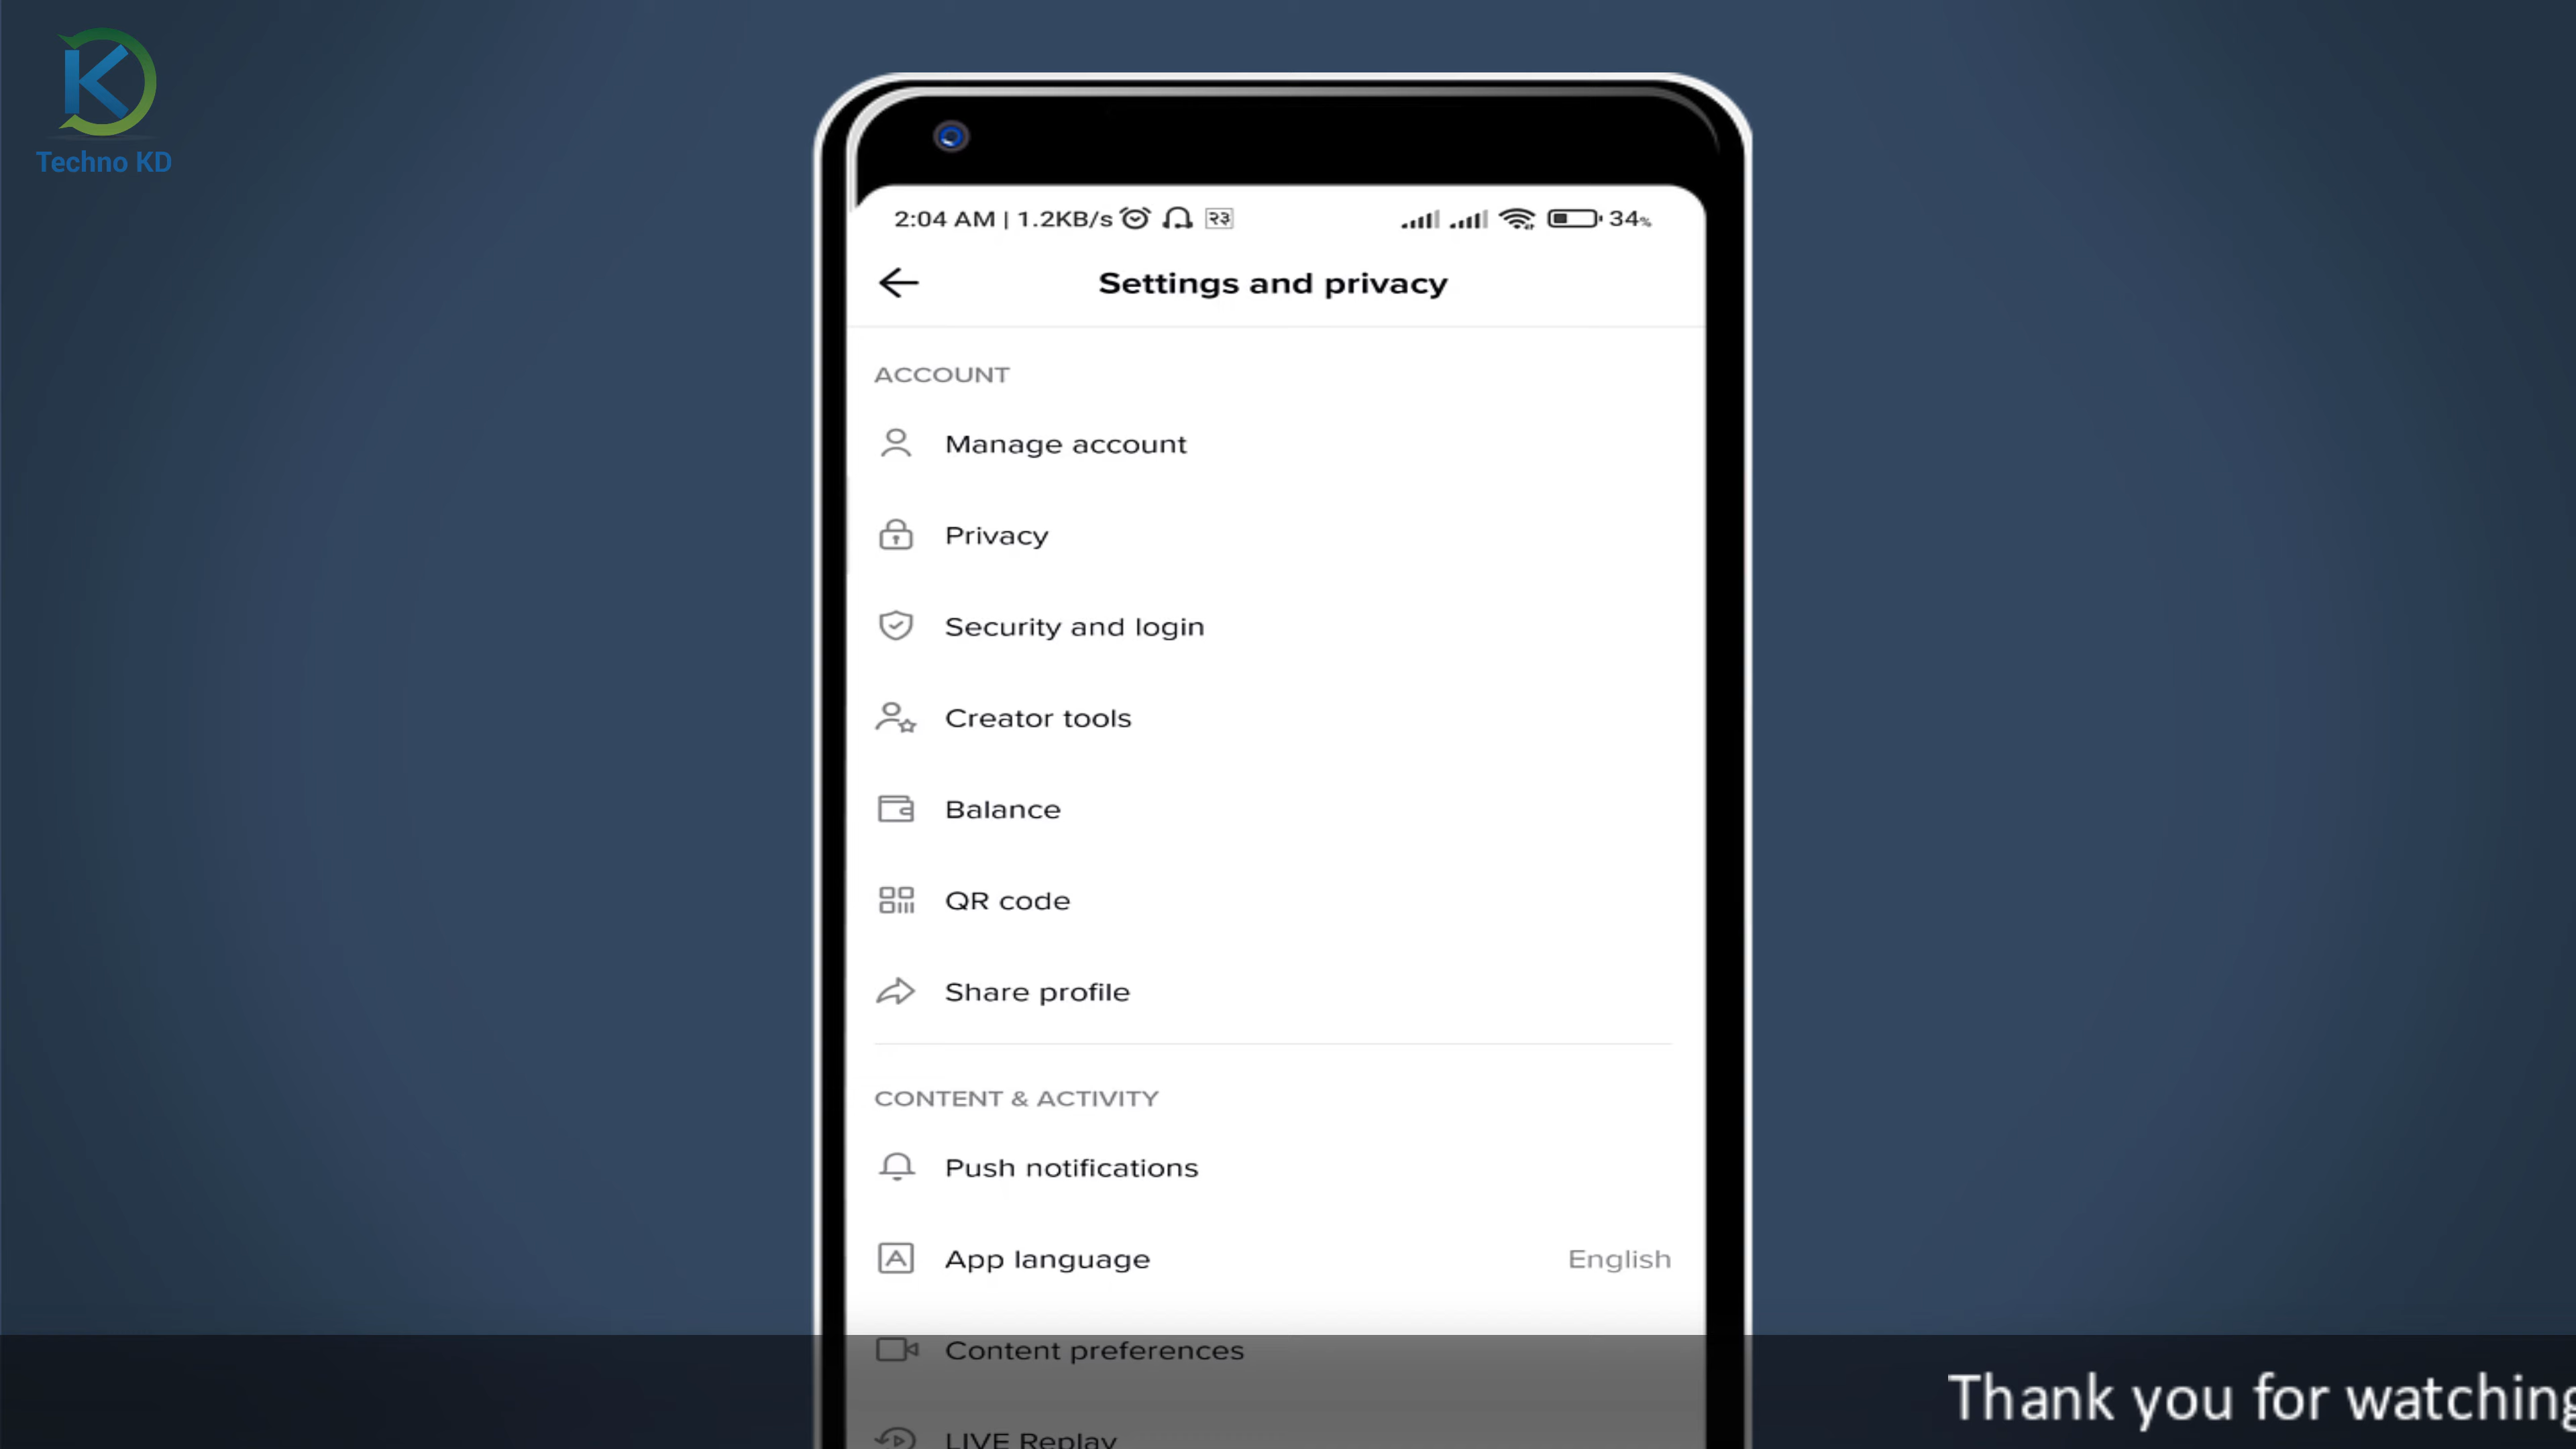 Techno KD
2:04 AM | 1.2KB/s २३ 34%
Settings and privacy
ACCOUNT
Manage account
Privacy
Security and login
Creator tools
Balance
QR code
Share profile
CONTENT & ACTIVITY
Push notifications
App language English
Content preferences
LIVE Replay
Thank you for watching